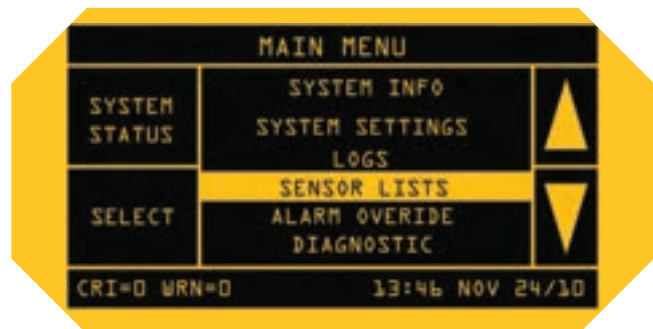 MAIN MENU
SYSTEM STATUS
SYSTEM INFO
SYSTEM SETTINGS
LOGS
SENSOR LISTS
SELECT
ALARM OVERIDE
DIAGNOSTIC
CRI=0 WRN=0 13:46 NOV 24/10